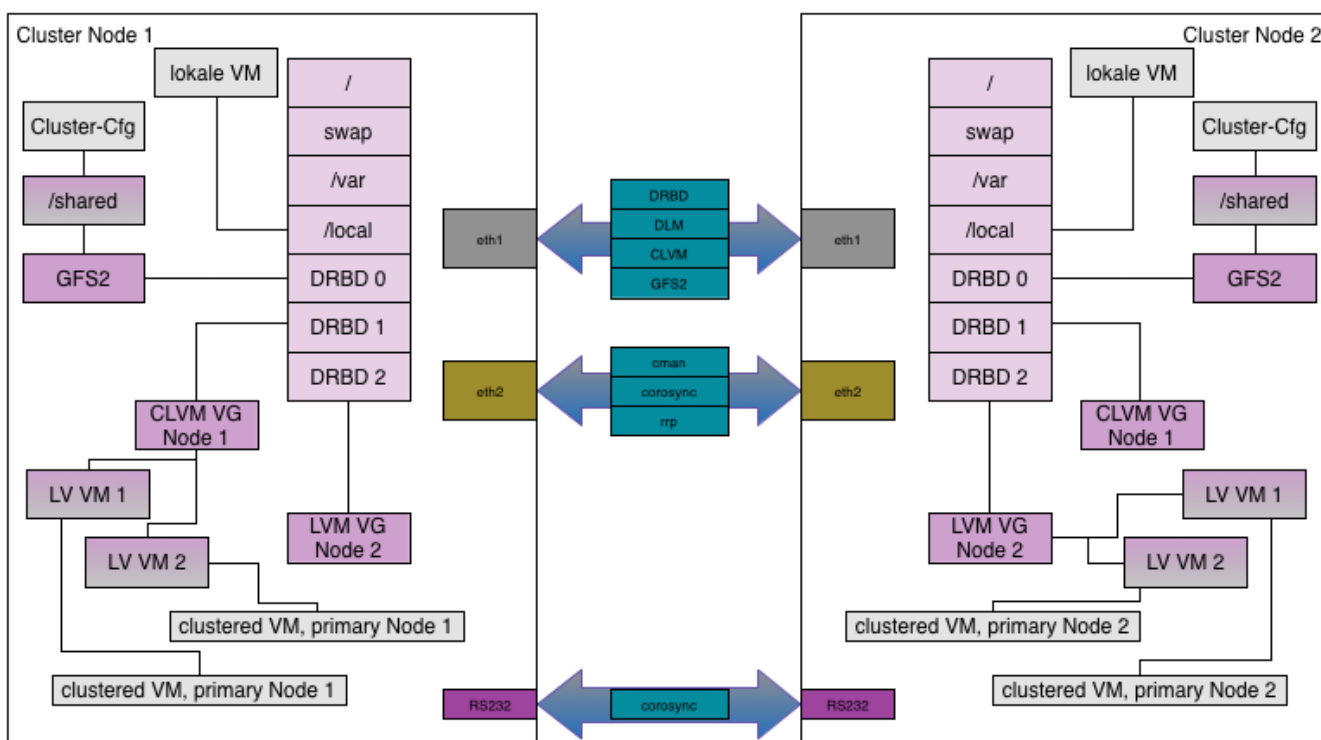 Cluster Node 1
lokale VM
Cluster-Cfg
/shared
GFS2
/
swap
/var
/local
DRBD 0
DRBD 1
DRBD 2
CLVM VG
Node 1
LV VM 1
LV VM 2
LVM VG
Node 2
clustered VM, primary Node 1
clustered VM, primary Node 1
eth1
eth2
RS232
DRBD
DLM
CLVM
GFS2
cman
corosync
rrp
corosync
Cluster Node 2
eth1
eth2
RS232
/
swap
/var
/local
DRBD 0
DRBD 1
DRBD 2
lokale VM
Cluster-Cfg
/shared
GFS2
CLVM VG
Node 1
LVM VG
Node 2
LV VM 1
LV VM 2
clustered VM, primary Node 2
clustered VM, primary Node 2